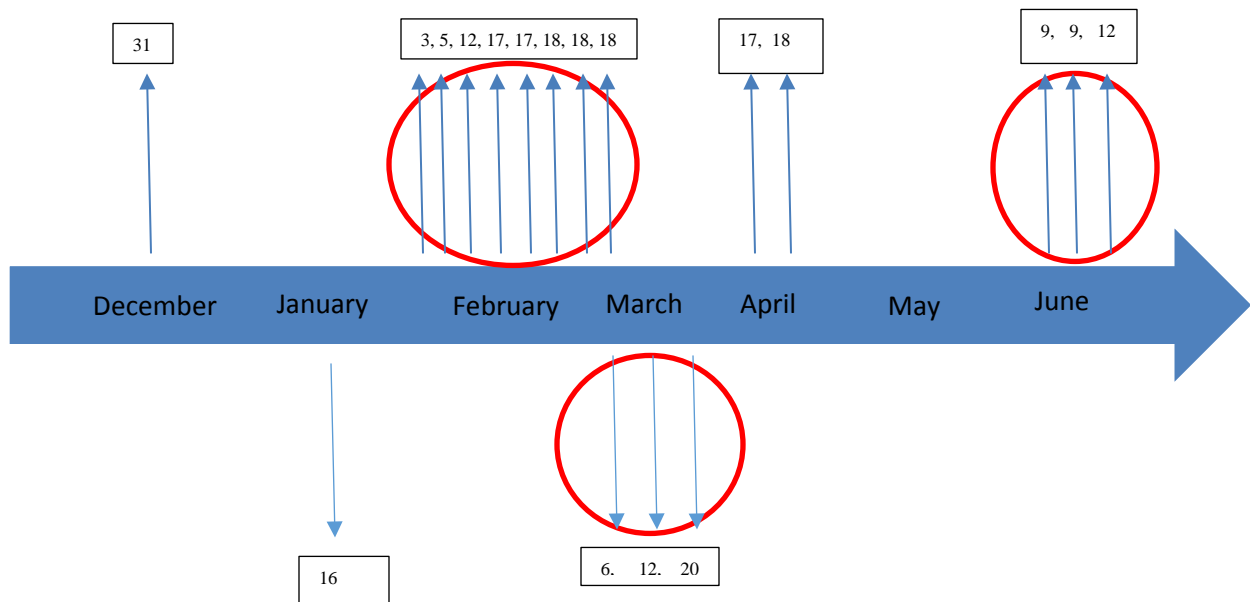 31
3, 5, 12, 17, 17, 18, 18, 18
17, 18
9, 9, 12
December January February March April May June
16
6. 12. 20